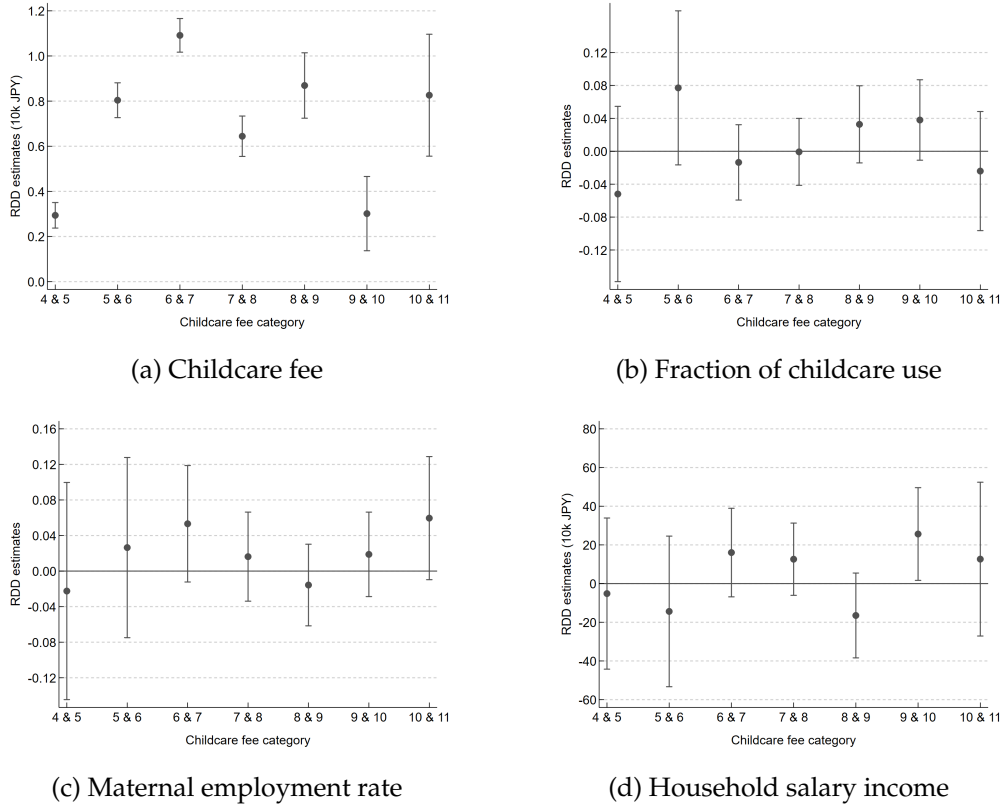 RDD estimates (10k JPY)
1.2
1.0
0.8
0.6
0.4
0.2
0.0
4 & 5 5 & 6 6 & 7 7 & 8 8 & 9 9 & 10 10 & 11
Childcare fee category
(a) Childcare fee
RDD estimates
0.12
0.08
0.04
0.00
-0.04
-0.08
-0.12
4 & 5 5 & 6 6 & 7 7 & 8 8 & 9 9 & 10 10 & 11
Childcare fee category
(b) Fraction of childcare use
RDD estimates
0.16
0.12
0.08
0.04
0.00
-0.04
-0.08
-0.12
4 & 5 5 & 6 6 & 7 7 & 8 8 & 9 9 & 10 10 & 11
Childcare fee category
(c) Maternal employment rate
RDD estimates (10k JPY)
80
60
40
20
0
-20
-40
-60
4 & 5 5 & 6 6 & 7 7 & 8 8 & 9 9 & 10 10 & 11
Childcare fee category
(d) Household salary income